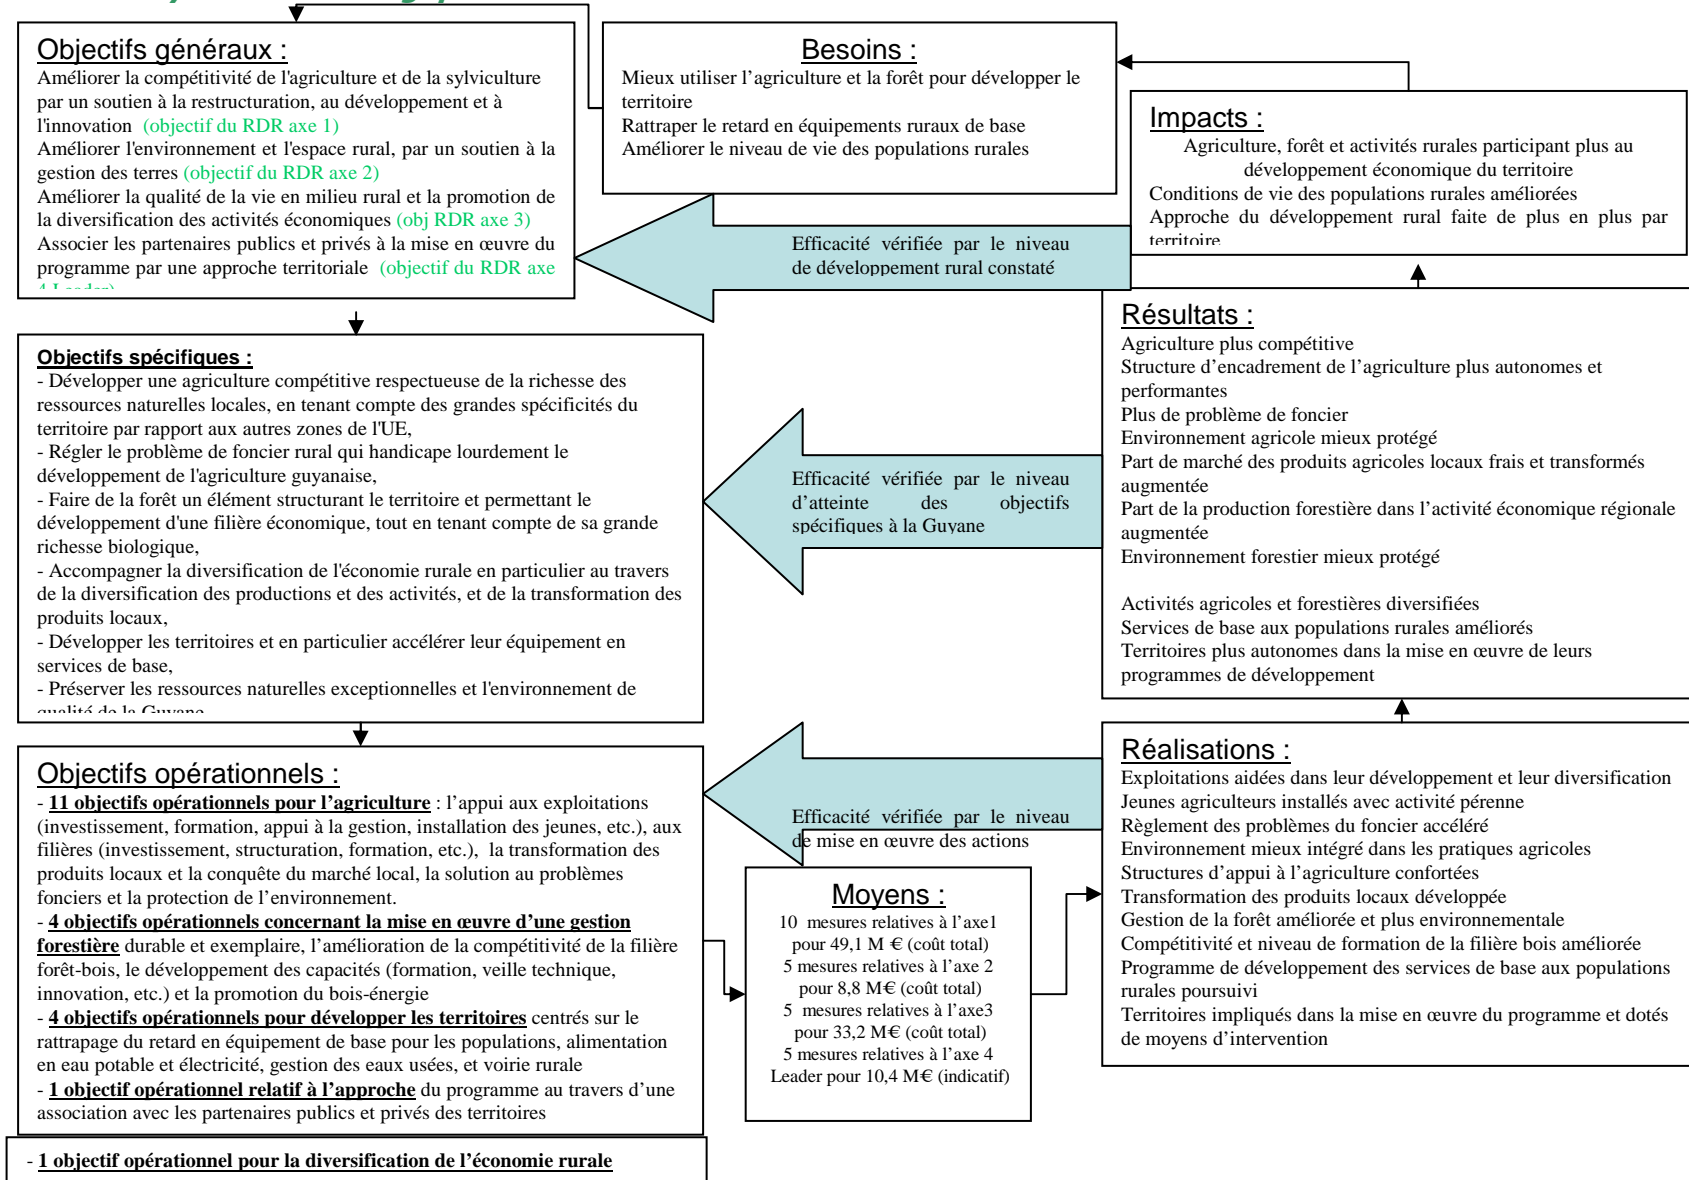 Objectifs généraux :
Améliorer la compétitivité de l'agriculture et de la sylviculture
par un soutien à la restructuration, au développement et à
l'innovation (objectif du RDR axe 1)
Améliorer l'environnement et l'espace rural, par un soutien à la
gestion des terres (objectif du RDR axe 2)
Améliorer la qualité de la vie en milieu rural et la promotion de
la diversification des activités économiques (obj RDR axe 3)
Associer les partenaires publics et privés à la mise en œuvre du
programme par une approche territoriale (objectif du RDR axe
4 Leader)
Besoins :
Mieux utiliser l’agriculture et la forêt pour développer le
territoire
Rattraper le retard en équipements ruraux de base
Améliorer le niveau de vie des populations rurales
Impacts :
Agriculture, forêt et activités rurales participant plus au
développement économique du territoire
Conditions de vie des populations rurales améliorées
Approche du développement rural faite de plus en plus par
territoire
Efficacité vérifiée par le niveau
de développement rural constaté
Objectifs spécifiques :
- Développer une agriculture compétitive respectueuse de la richesse des
ressources naturelles locales, en tenant compte des grandes spécificités du
territoire par rapport aux autres zones de l'UE,
- Régler le problème de foncier rural qui handicape lourdement le
développement de l'agriculture guyanaise,
- Faire de la forêt un élément structurant le territoire et permettant le
développement d'une filière économique, tout en tenant compte de sa grande
richesse biologique,
- Accompagner la diversification de l'économie rurale en particulier au travers
de la diversification des productions et des activités, et de la transformation des
produits locaux,
- Développer les territoires et en particulier accélérer leur équipement en
services de base,
- Préserver les ressources naturelles exceptionnelles et l'environnement de
qualité de la Guyane
Efficacité vérifiée par le niveau
d’atteinte des objectifs
spécifiques à la Guyane
Résultats :
Agriculture plus compétitive
Structure d’encadrement de l’agriculture plus autonomes et
performantes
Plus de problème de foncier
Environnement agricole mieux protégé
Part de marché des produits agricoles locaux frais et transformés
augmentée
Part de la production forestière dans l’activité économique régionale
augmentée
Environnement forestier mieux protégé
Activités agricoles et forestières diversifiées
Services de base aux populations rurales améliorés
Territoires plus autonomes dans la mise en œuvre de leurs
programmes de développement
Objectifs opérationnels :
- 11 objectifs opérationnels pour l’agriculture : l’appui aux exploitations
(investissement, formation, appui à la gestion, installation des jeunes, etc.), aux
filières (investissement, structuration, formation, etc.), la transformation des
produits locaux et la conquête du marché local, la solution au problèmes
fonciers et la protection de l’environnement.
- 4 objectifs opérationnels concernant la mise en œuvre d’une gestion
forestière durable et exemplaire, l’amélioration de la compétitivité de la filière
forêt-bois, le développement des capacités (formation, veille technique,
innovation, etc.) et la promotion du bois-énergie
- 4 objectifs opérationnels pour développer les territoires centrés sur le
rattrapage du retard en équipement de base pour les populations, alimentation
en eau potable et électricité, gestion des eaux usées, et voirie rurale
- 1 objectif opérationnel relatif à l’approche du programme au travers d’une
association avec les partenaires publics et privés des territoires
- 1 objectif opérationnel pour la diversification de l’économie rurale
Efficacité vérifiée par le niveau
de mise en œuvre des actions
Moyens :
10 mesures relatives à l’axe1
pour 49,1 M € (coût total)
5 mesures relatives à l’axe 2
pour 8,8 M€ (coût total)
5 mesures relatives à l’axe3
pour 33,2 M€ (coût total)
5 mesures relatives à l’axe 4
Leader pour 10,4 M€ (indicatif)
Réalisations :
Exploitations aidées dans leur développement et leur diversification
Jeunes agriculteurs installés avec activité pérenne
Règlement des problèmes du foncier accéléré
Environnement mieux intégré dans les pratiques agricoles
Structures d’appui à l’agriculture confortées
Transformation des produits locaux développée
Gestion de la forêt améliorée et plus environnementale
Compétitivité et niveau de formation de la filière bois améliorée
Programme de développement des services de base aux populations
rurales poursuivi
Territoires impliqués dans la mise en œuvre du programme et dotés
de moyens d’intervention